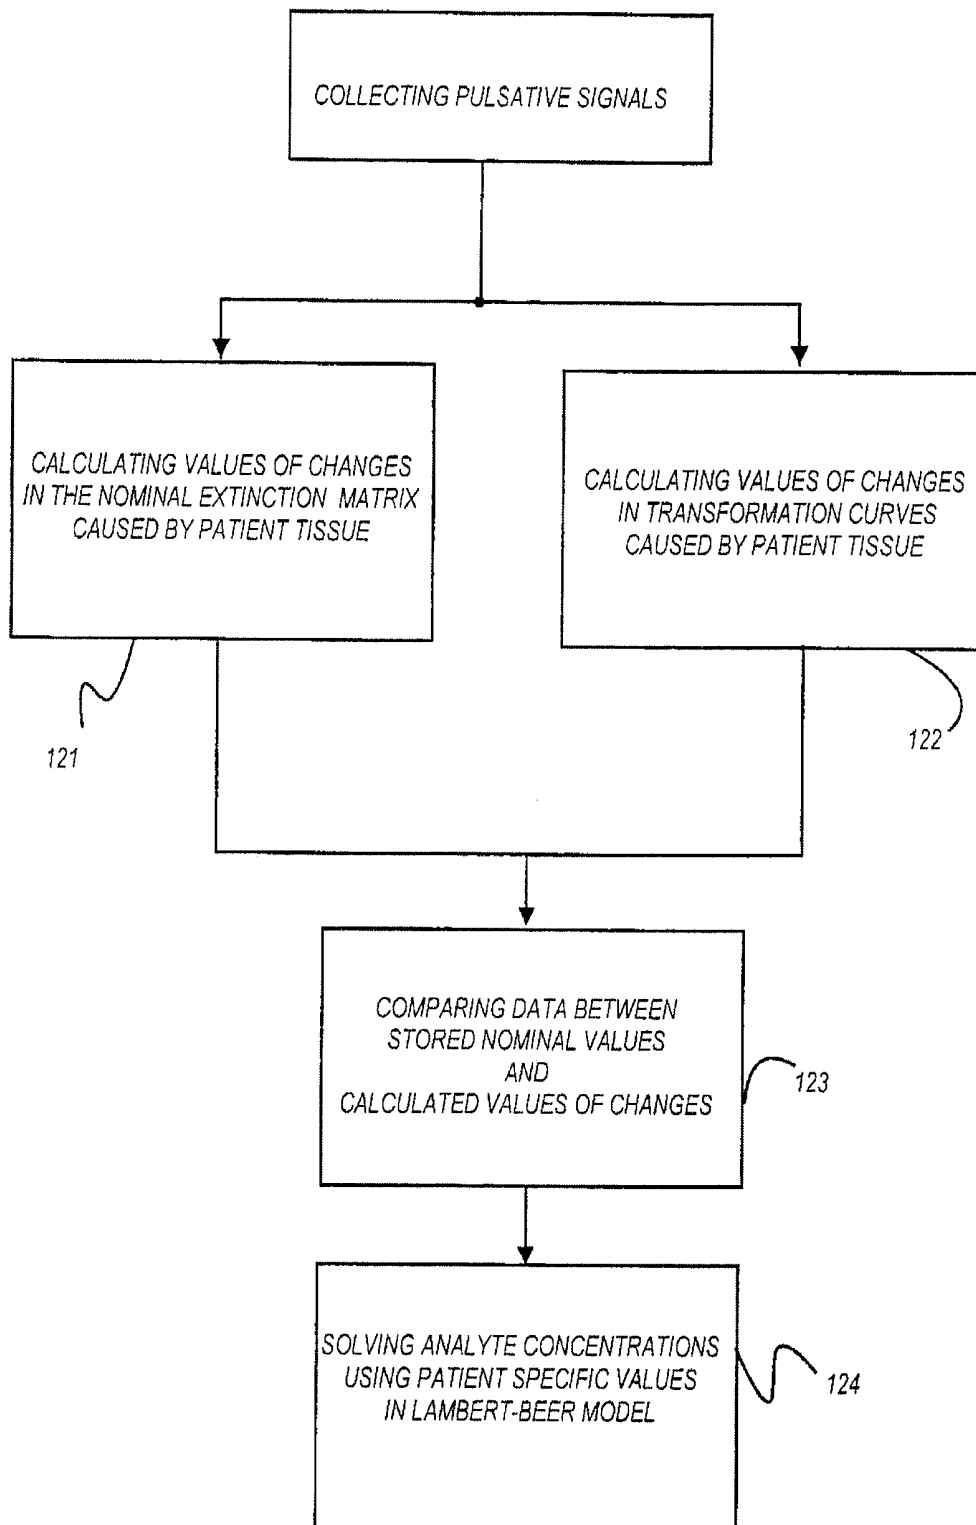 COLLECTING PULSATIVE SIGNALS
CALCULATING VALUES OF CHANGES
IN THE NOMINAL EXTINCTION MATRIX
CAUSED BY PATIENT TISSUE
CALCULATING VALUES OF CHANGES
IN TRANSFORMATION CURVES
CAUSED BY PATIENT TISSUE
121
122
COMPARING DATA BETWEEN
STORED NOMINAL VALUES
AND
CALCULATED VALUES OF CHANGES
123
SOLVING ANALYTE CONCENTRATIONS
USING PATIENT SPECIFIC VALUES
IN LAMBERT-BEER MODEL
124